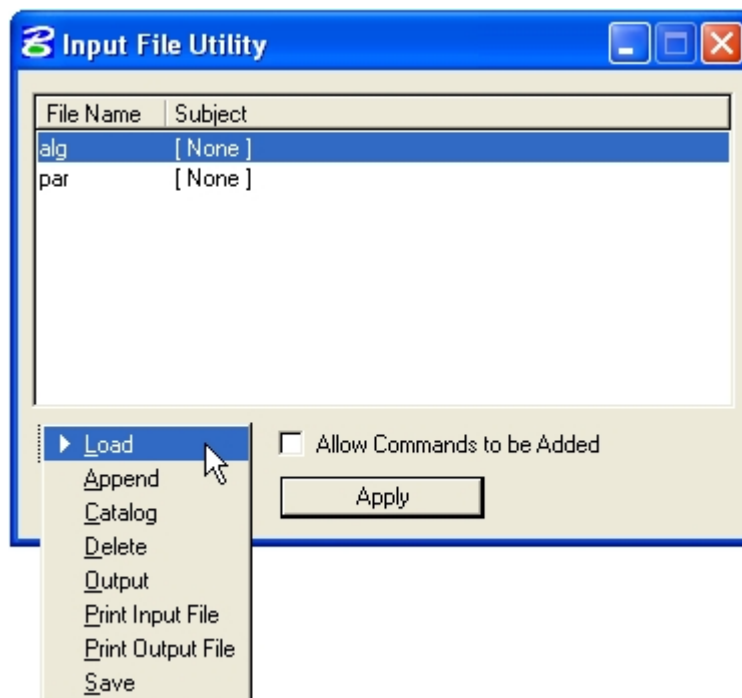 Input File Utility
File Name Subject
alg [ None ]
par [ None ]
Load
Allow Commands to be Added
Append
Apply
Catalog
Delete
Output
Print Input File
Print Output File
Save